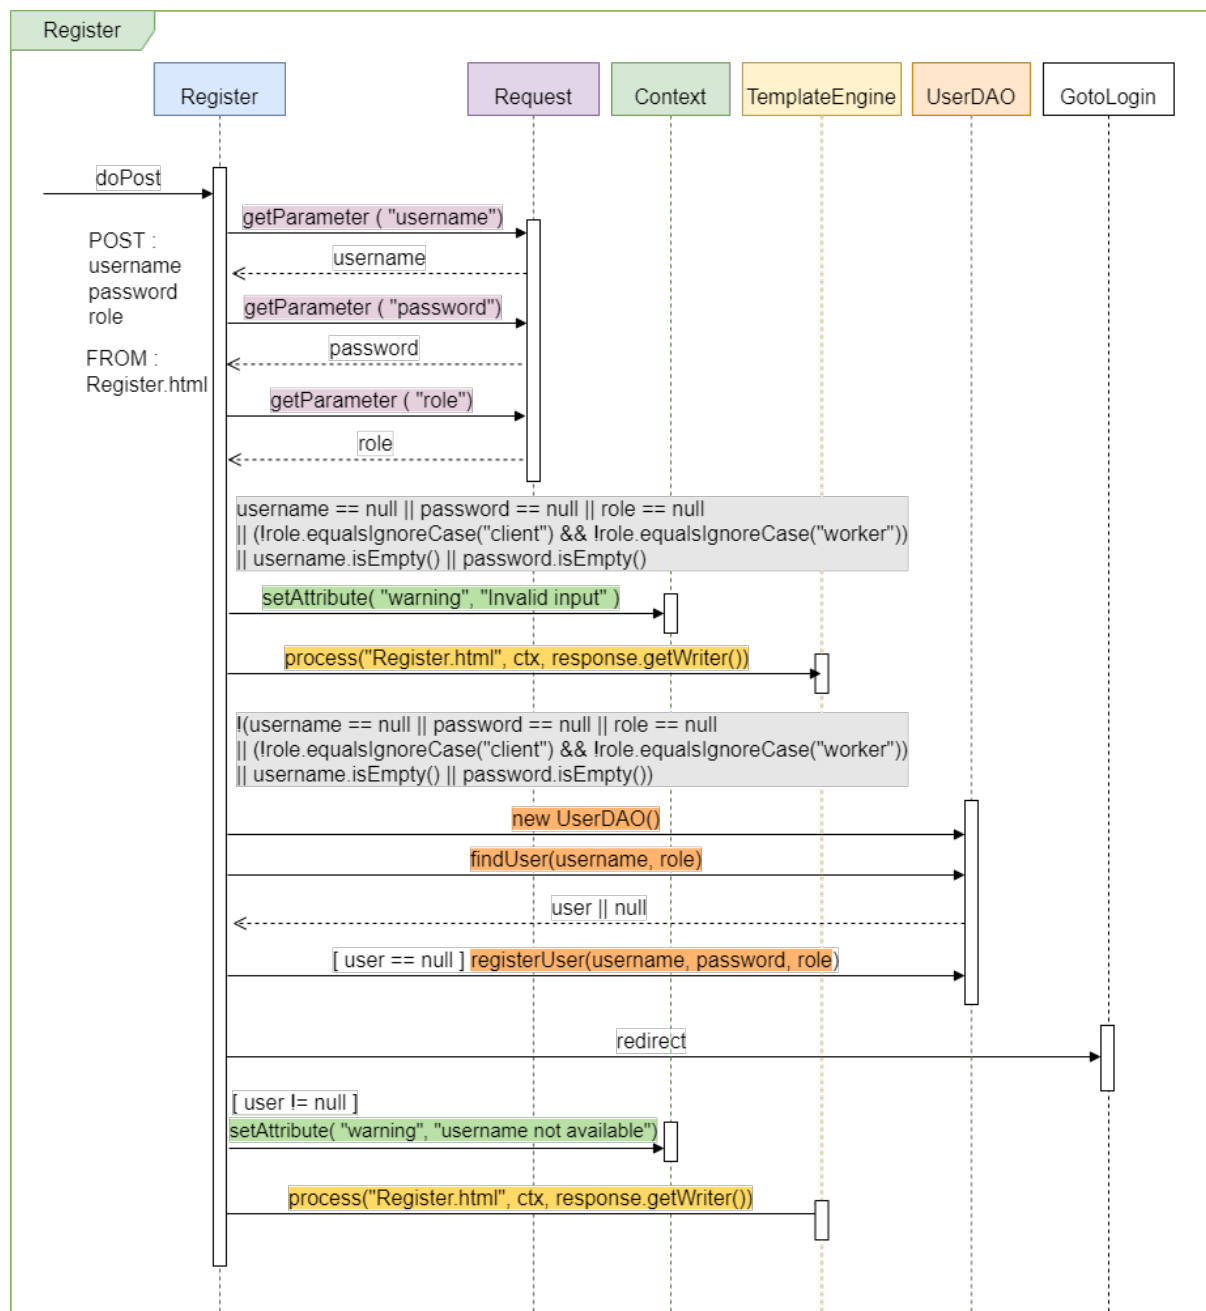 Register
Register
Request
Context
TemplateEngine
UserDAO
GotoLogin
doPost
POST :
username
password
role
FROM :
Register.html
getParameter ( "username")
username
getParameter ( "password")
password
getParameter ( "role")
role
username == null || password == null || role == null
|| (!role.equalsIgnoreCase("client") && !role.equalsIgnoreCase("worker"))
|| username.isEmpty() || password.isEmpty()
setAttribute( "warning", "Invalid input" )
process("Register.html", ctx, response.getWriter())
!(username == null || password == null || role == null
|| (!role.equalsIgnoreCase("client") && !role.equalsIgnoreCase("worker"))
|| username.isEmpty() || password.isEmpty())
new UserDAO()
findUser(username, role)
user || null
[ user == null ] registerUser(username, password, role)
redirect
[ user != null ]
setAttribute( "warning", "username not available")
process("Register.html", ctx, response.getWriter())